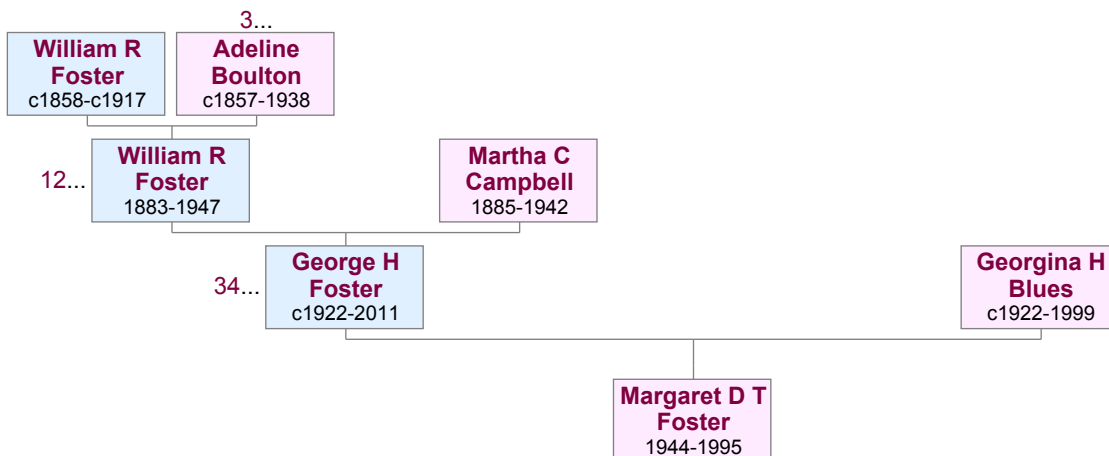 3...
William R
Foster
c1858-c1917
Adeline
Boulton
c1857-1938
12...
William R
Foster
1883-1947
Martha C
Campbell
1885-1942
34...
George H
Foster
c1922-2011
Georgina H
Blues
c1922-1999
Margaret D T
Foster
1944-1995